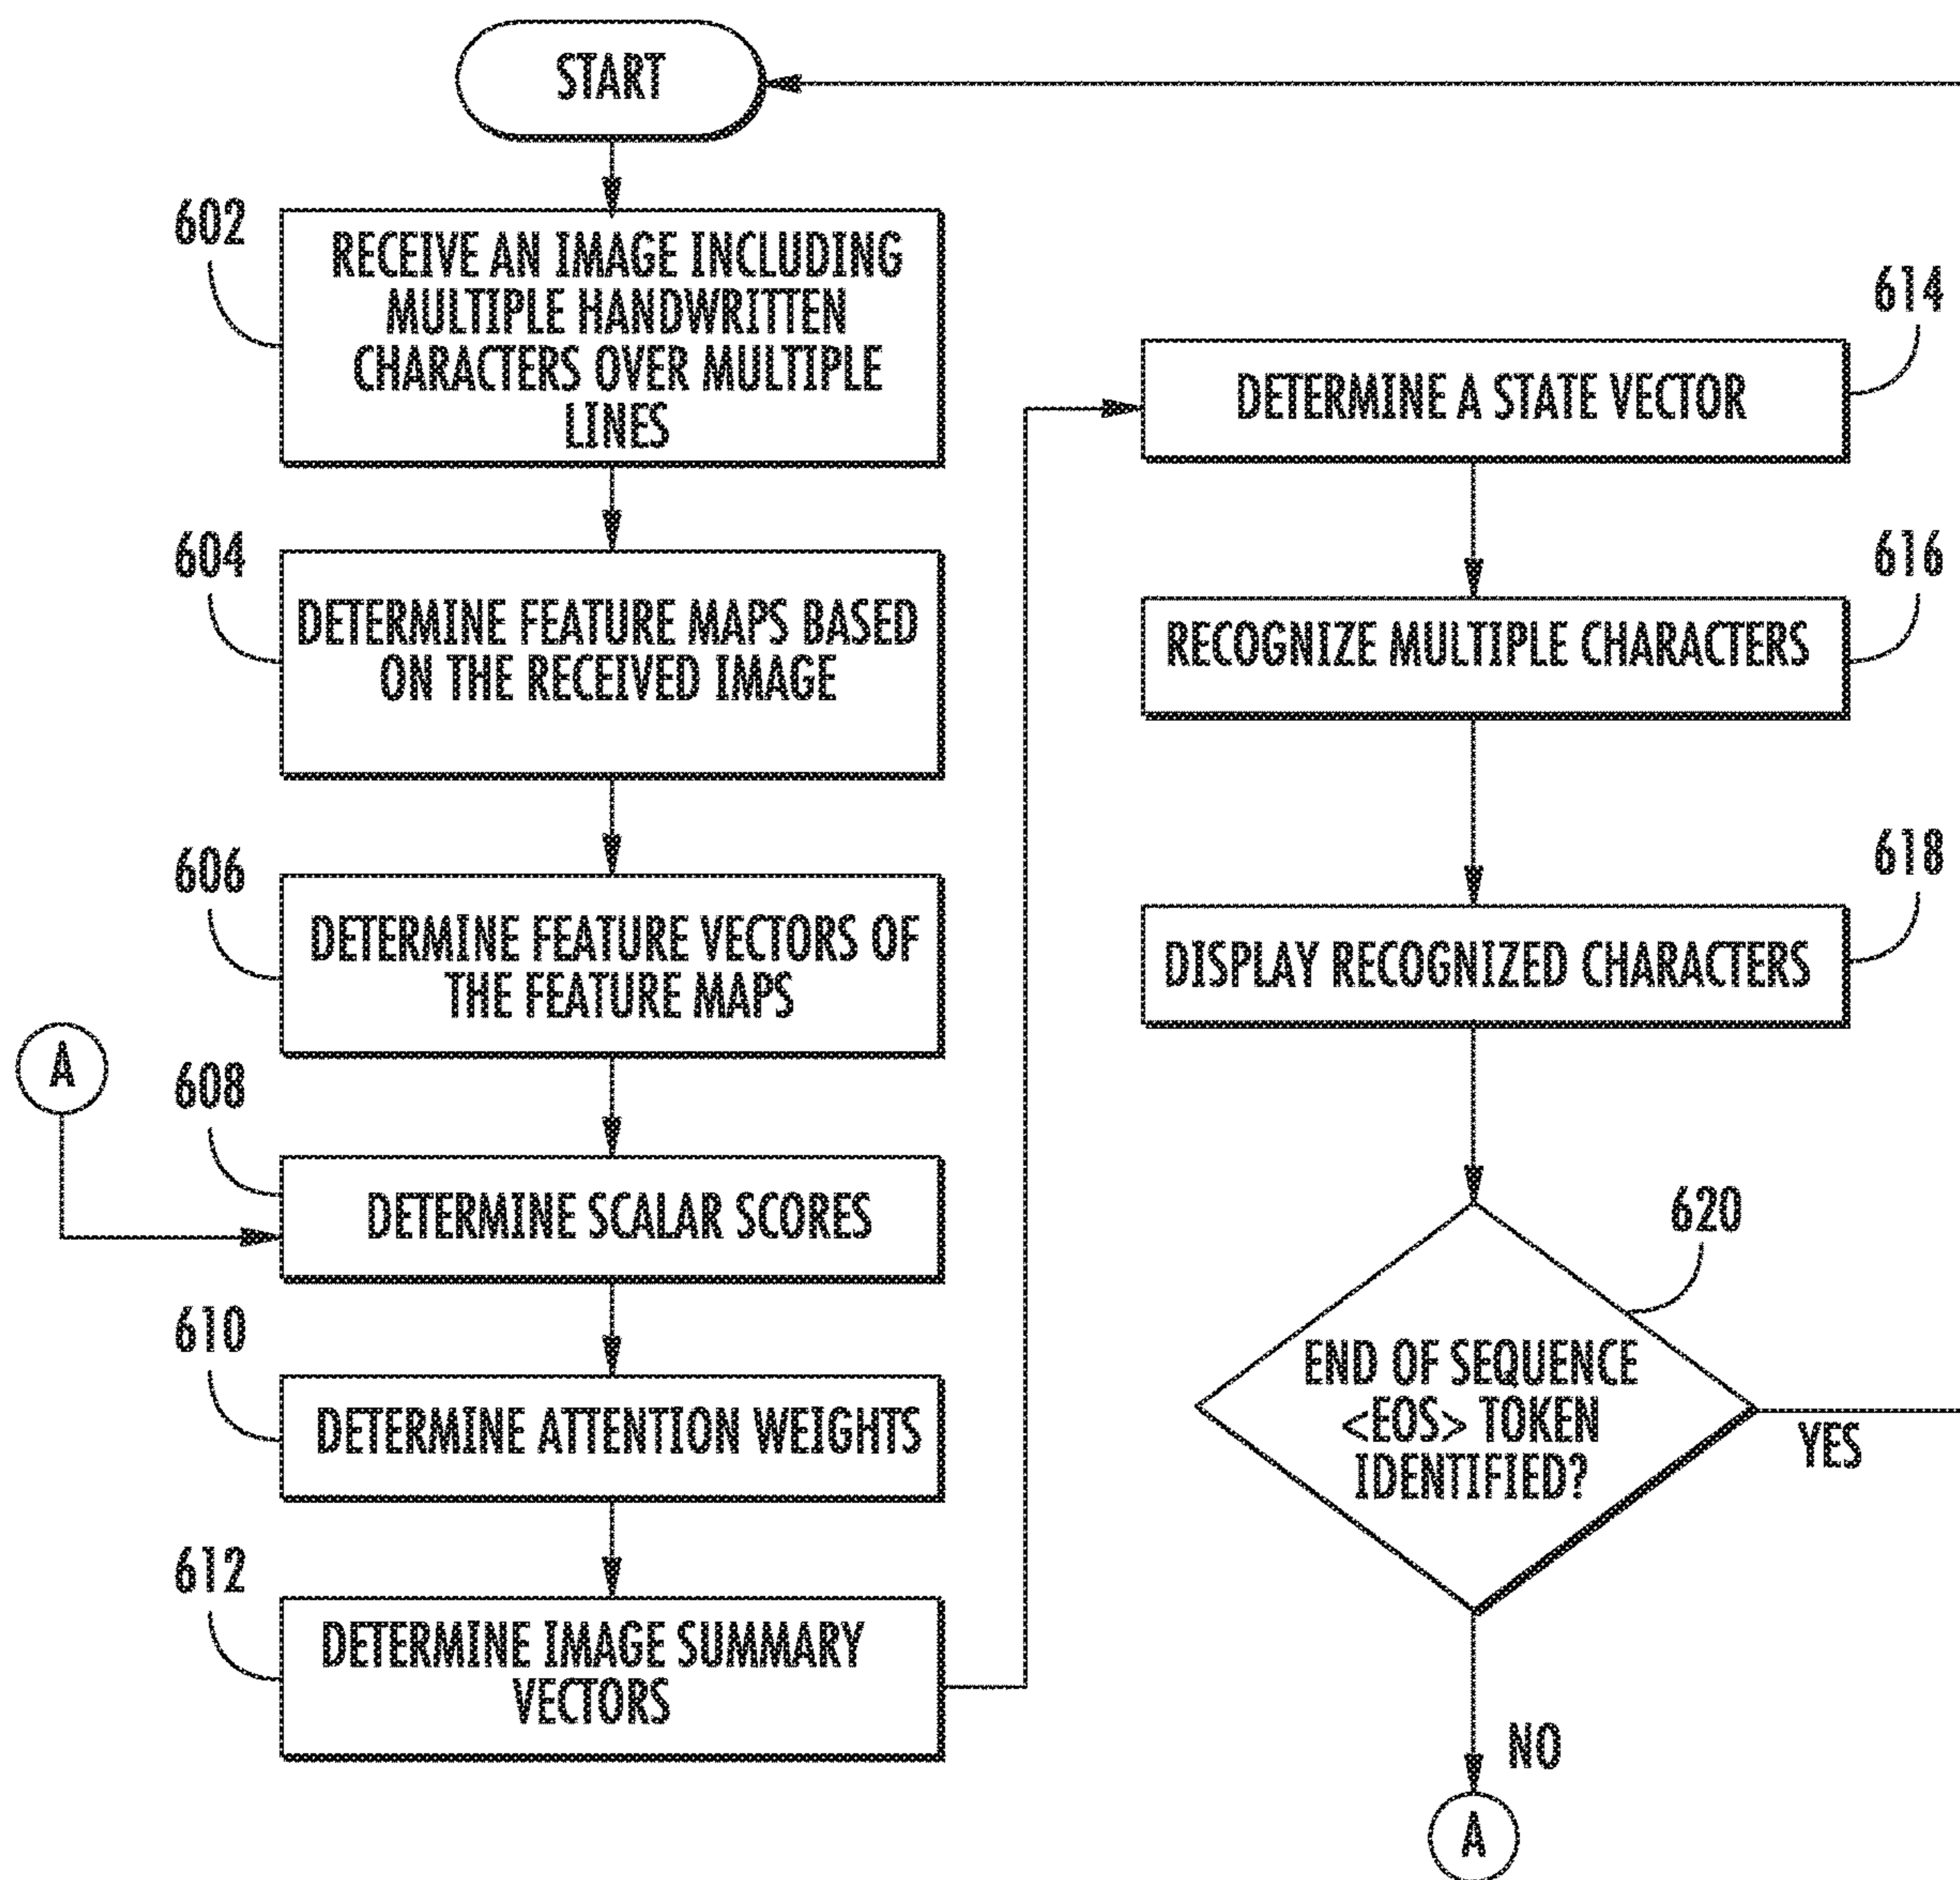 START
602
RECEIVE AN IMAGE INCLUDING
MULTIPLE HANDWRITTEN
CHARACTERS OVER MULTIPLE
LINES
604
DETERMINE FEATURE MAPS BASED
ON THE RECEIVED IMAGE
606
DETERMINE FEATURE VECTORS OF
THE FEATURE MAPS
A
608
DETERMINE SCALAR SCORES
610
DETERMINE ATTENTION WEIGHTS
612
DETERMINE IMAGE SUMMARY
VECTORS
614
DETERMINE A STATE VECTOR
616
RECOGNIZE MULTIPLE CHARACTERS
618
DISPLAY RECOGNIZED CHARACTERS
620
END OF SEQUENCE
<EOS> TOKEN
IDENTIFIED?
YES
NO
A